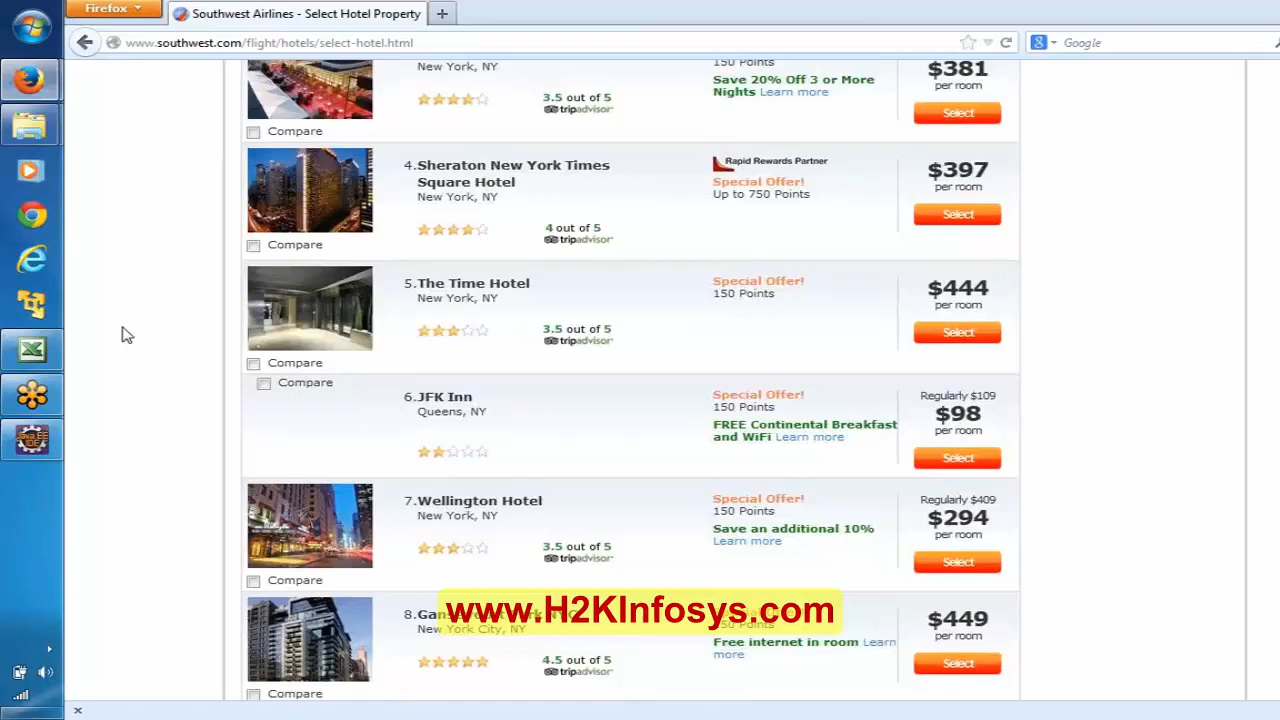 Firefox
Southwest Airlines - Select Hotel Property
www.southwest.com/flight/hotels/select-hotel.html
Google
New York, NY
3.5 out of 5
tripadvisor
150 Points
Save 20% Off 3 or More
Nights Learn more
$381
per room
Select
Compare
4.Sheraton New York Times
Square Hotel
New York, NY
4 out of 5
tripadvisor
Rapid Rewards Partner
Special Offer!
Up to 750 Points
$397
per room
Select
Compare
5.The Time Hotel
New York, NY
3.5 out of 5
tripadvisor
Special Offer!
150 Points
$444
per room
Select
Compare
Compare
6.JFK Inn
Queens, NY
Special Offer!
150 Points
FREE Continental Breakfast
and WiFi Learn more
Regularly $109
$98
per room
Select
7.Wellington Hotel
New York, NY
3.5 out of 5
tripadvisor
Special Offer!
150 Points
Save an additional 10%
Learn more
Regularly $409
$294
per room
Select
Compare
www.H2KInfosys.com
8.
New York City, NY
4.5 out of 5
tripadvisor
Points
Free internet in room Learn
more
$449
per room
Select
Compare
Java EE
IDE